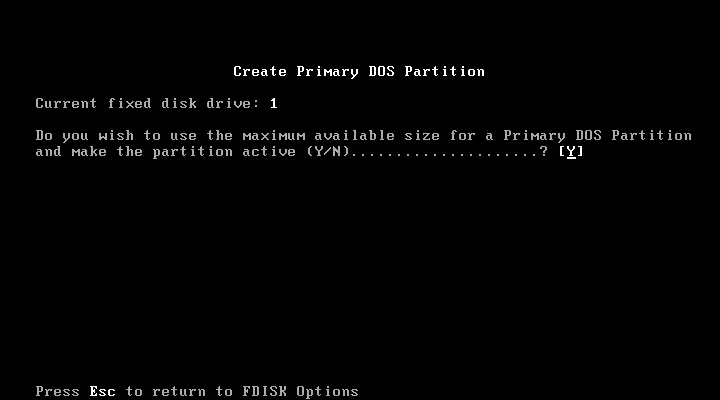 Create Primary DOS Partition
Current fixed disk drive: 1
Do you wish to use the maximum available size for a Primary DOS Partition
and make the partition active (Y/N).....................? [Y]
Press Esc to return to FDISK Options